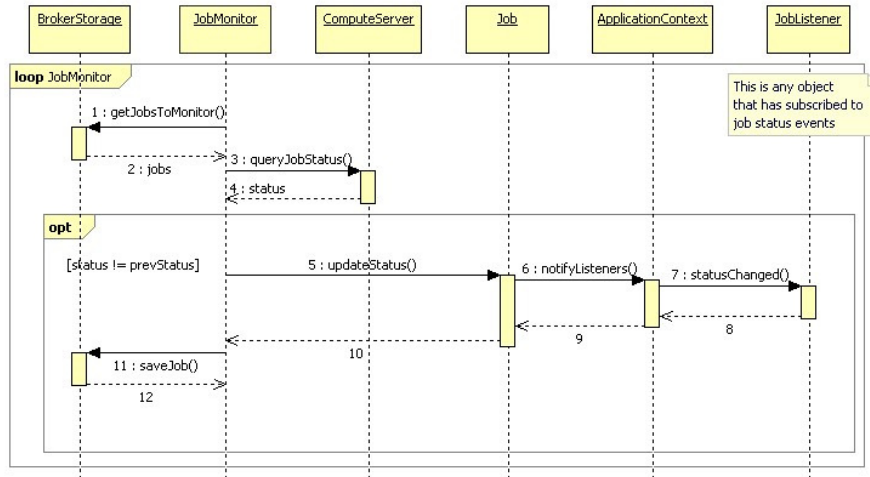 BrokerStorage
JobMonitor
ComputeServer
Job
ApplicationContext
JobListener
loop JobMonitor
This is any object
that has subscribed to
job status events
1 : getJobsToMonitor()
2 : jobs
3 : queryJobStatus()
4 : status
opt
[status != prevStatus]
5 : updateStatus()
6 : notifyListeners()
7 : statusChanged()
8
9
10
11 : saveJob()
12